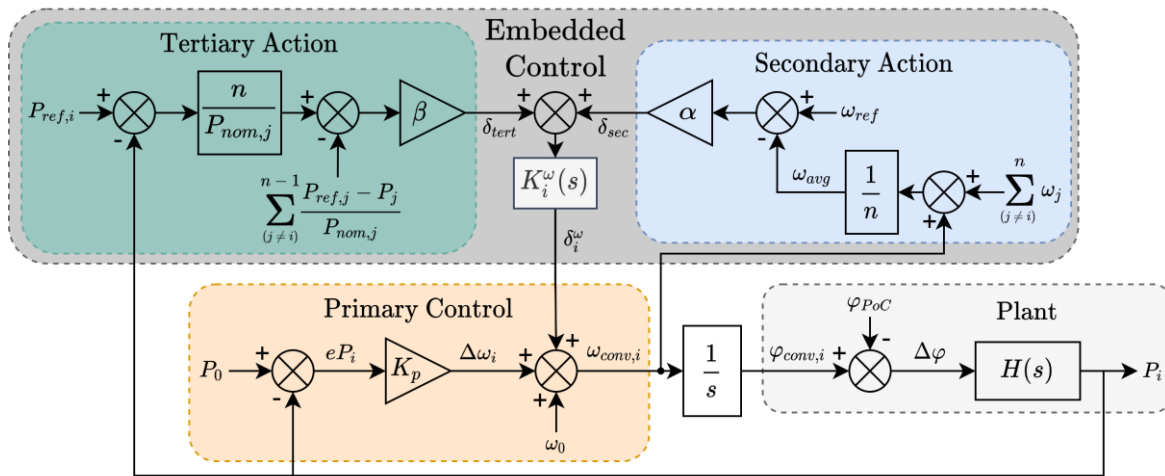 Tertiary Action
Embedded
Control
Secondary Action
P_{ref,i}
+
-
n
P_{nom,j}
+
-
β
δ_{tert}
+
+
δ_{sec}
α
+
-
ω_{ref}
K_i^ω(s)
n-1
∑
(j≠i)
P_{ref,j} - P_j
P_{nom,j}
ω_{avg}
1
n
+
+
n
∑ ω_j
(j≠i)
δ_i^ω
Primary Control
Plant
P_0
+
-
eP_i
K_p
Δω_i
+
+
+
ω_0
ω_{conv,i}
1
s
φ_{conv,i}
φ_{PoC}
+
-
Δφ
H(s)
P_i